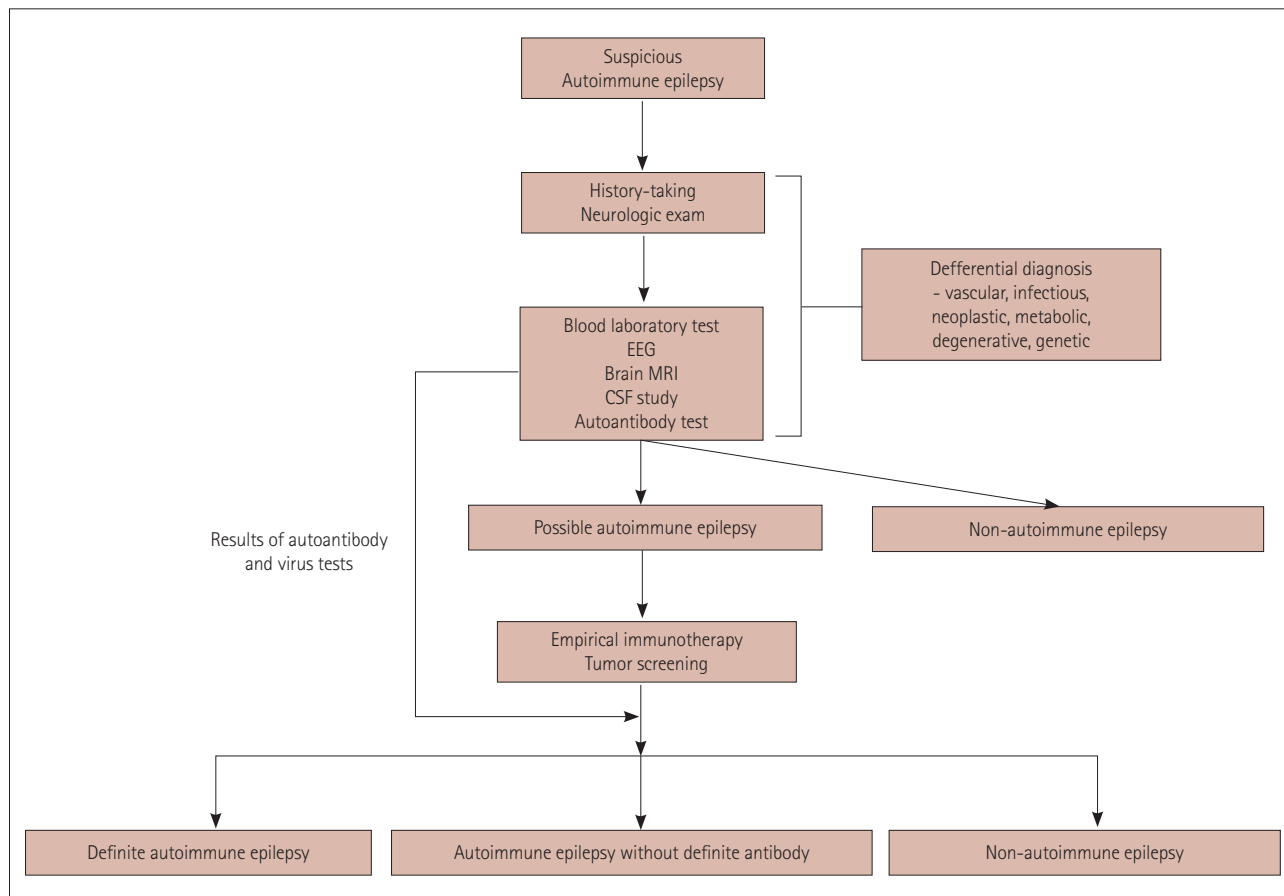 Suspicious
Autoimmune epilepsy
History-taking
Neurologic exam
Defferential diagnosis
- vascular, infectious,
neoplastic, metabolic,
degenerative, genetic
Blood laboratory test
EEG
Brain MRI
CSF study
Autoantibody test
Possible autoimmune epilepsy
Non-autoimmune epilepsy
Results of autoantibody
and virus tests
Empirical immunotherapy
Tumor screening
Definite autoimmune epilepsy
Autoimmune epilepsy without definite antibody
Non-autoimmune epilepsy